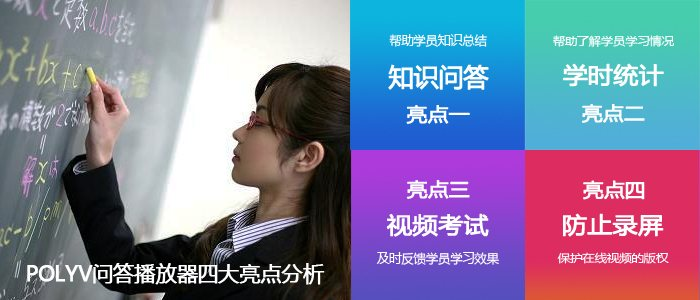 POLYV问答播放器四大亮点分析
帮助学员知识总结
知识问答
亮点一
帮助了解学员学习情况
学时统计
亮点二
亮点三
视频考试
及时反馈学员学习效果
亮点四
防止录屏
保护在线视频的版权